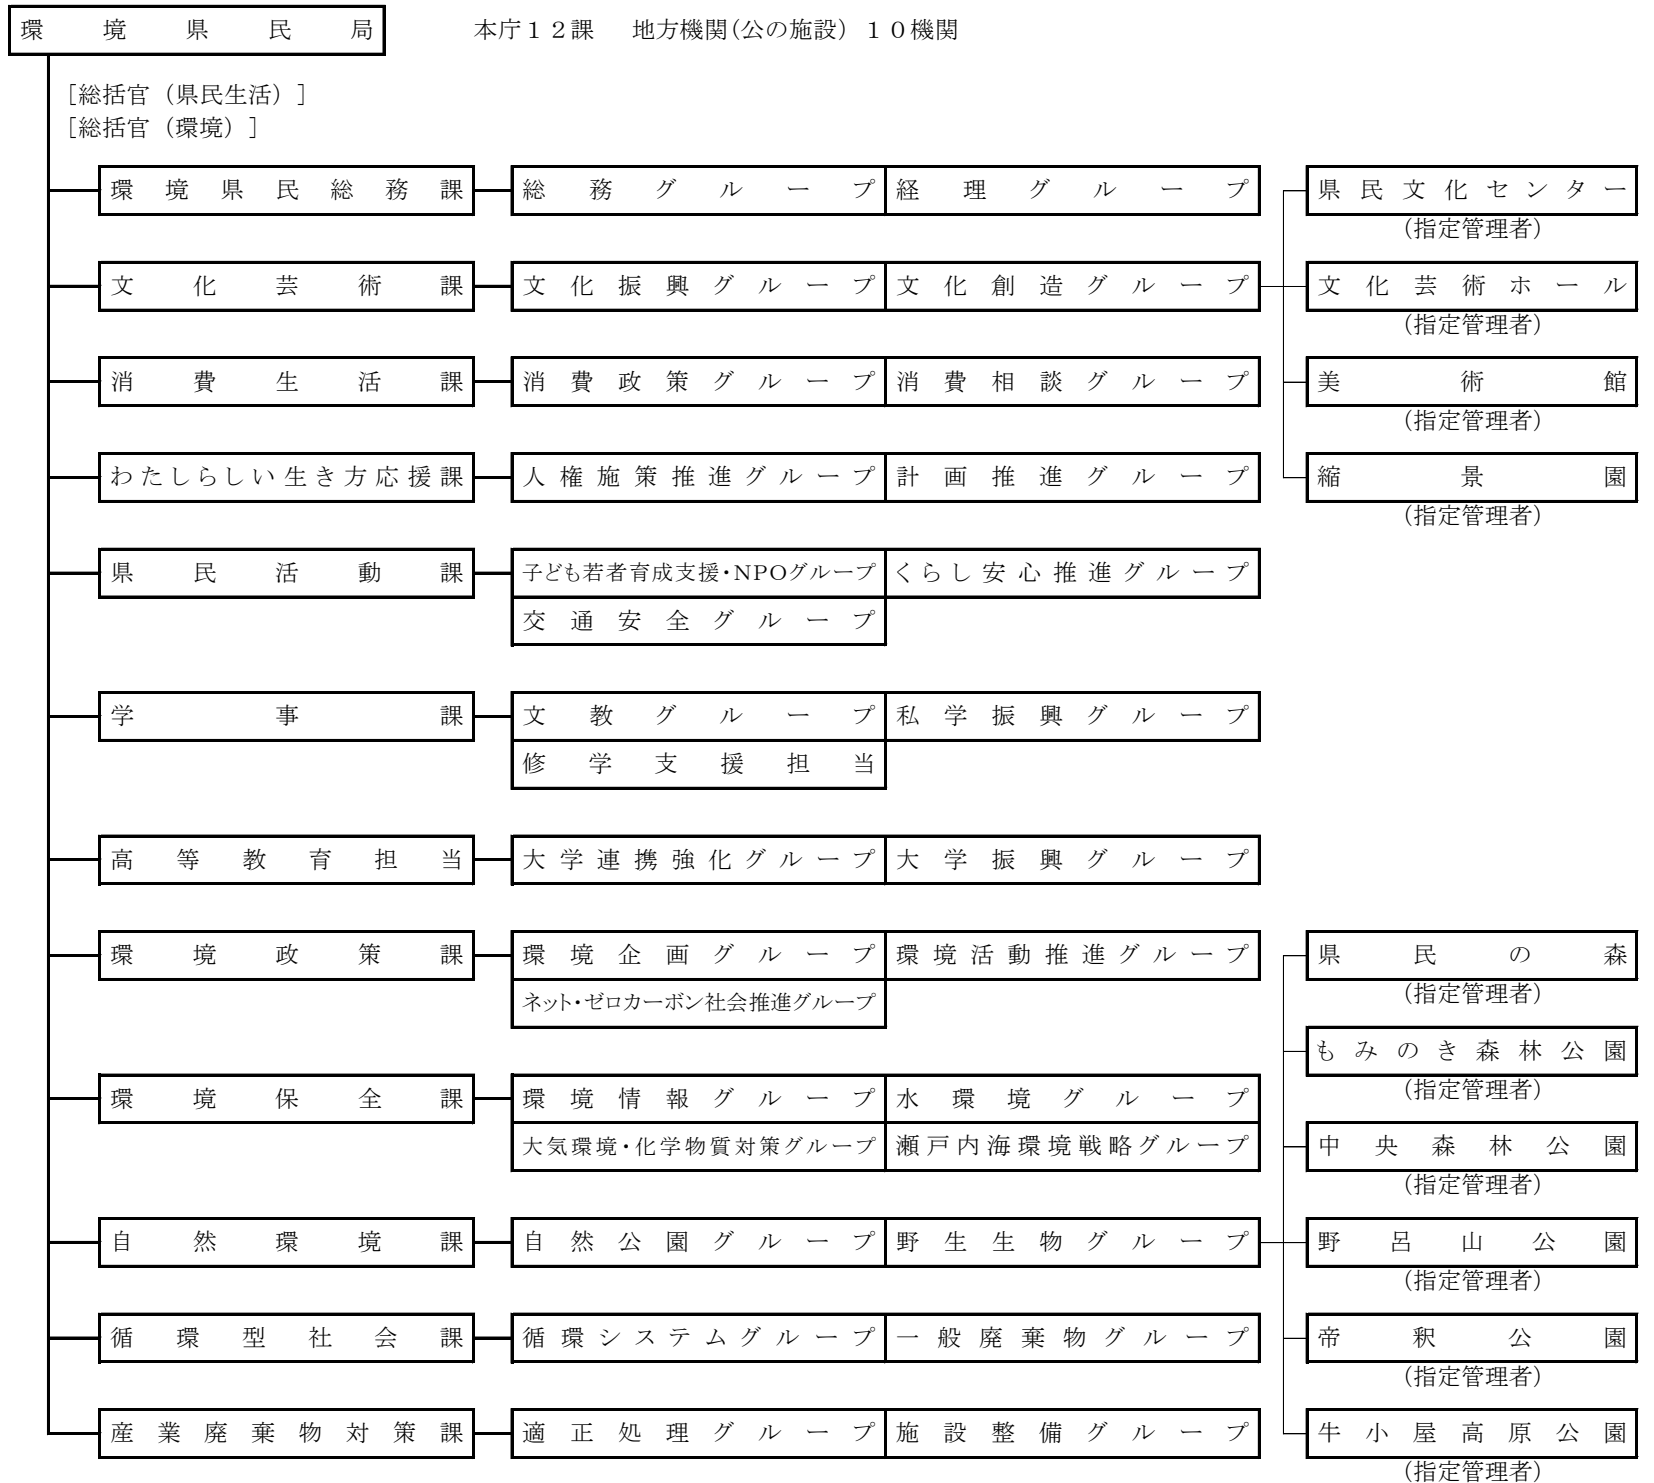 環境県民局 本庁１２課 地方機関(公の施設) １０機関
［総括官（県民生活）］
［総括官（環境）］
環境県民総務課 総務グループ 経理グループ 県民文化センター
(指定管理者)
文化芸術課 文化振興グループ 文化創造グループ 文化芸術ホール
(指定管理者)
消費生活課 消費政策グループ 消費相談グループ 美術館
(指定管理者)
わたしらしい生き方応援課 人権施策推進グループ 計画推進グループ 縮景園
(指定管理者)
県民活動課 子ども若者育成支援・NPOグループ くらし安心推進グループ
交通安全グループ
学事課 文教グループ 私学振興グループ
修学支援担当
高等教育担当 大学連携強化グループ 大学振興グループ
環境政策課 環境企画グループ 環境活動推進グループ 県民の森
ネット・ゼロカーボン社会推進グループ (指定管理者)
もみのき森林公園
(指定管理者)
環境保全課 環境情報グループ 水環境グループ
大気環境・化学物質対策グループ 瀬戸内海環境戦略グループ 中央森林公園
(指定管理者)
自然環境課 自然公園グループ 野生生物グループ 野呂山公園
(指定管理者)
循環型社会課 循環システムグループ 一般廃棄物グループ 帝釈公園
(指定管理者)
産業廃棄物対策課 適正処理グループ 施設整備グループ 牛小屋高原公園
(指定管理者)